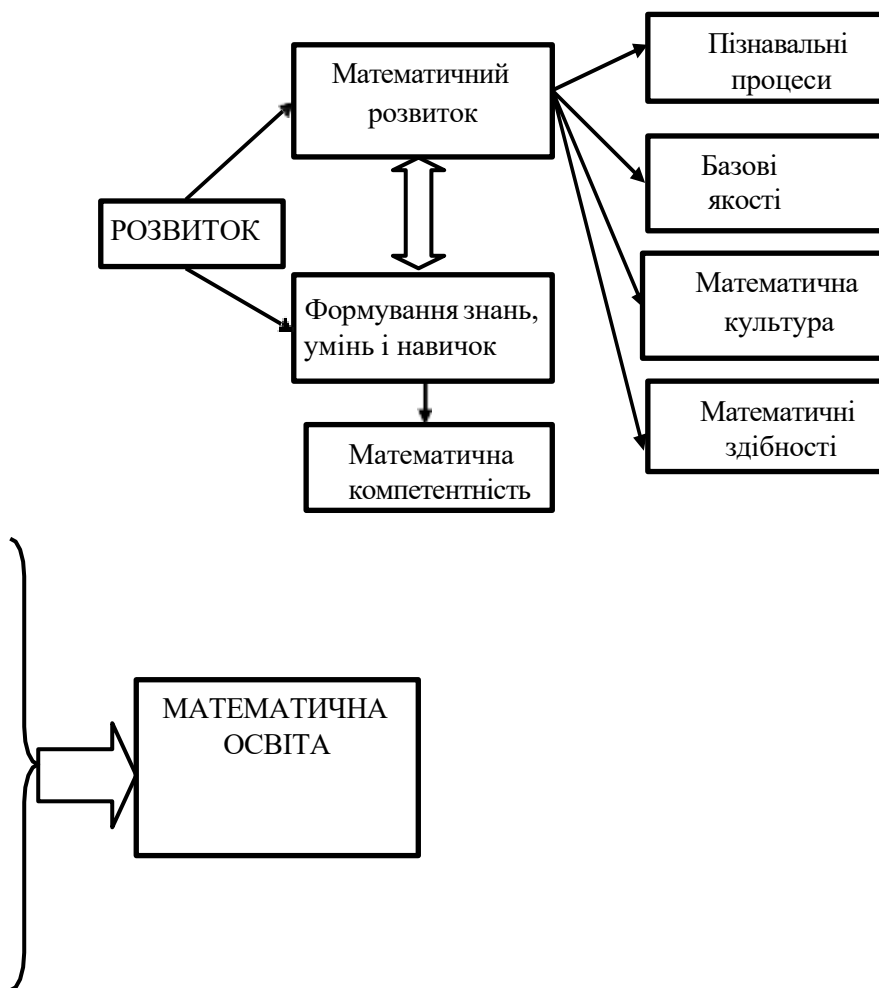 Пізнавальні
процеси
Математичний
розвиток
Базові
якості
РОЗВИТОК
Математична
культура
Формування знань,
умінь і навичок
Математичні
здібності
Математична
компетентність
МАТЕМАТИЧНА
ОСВІТА